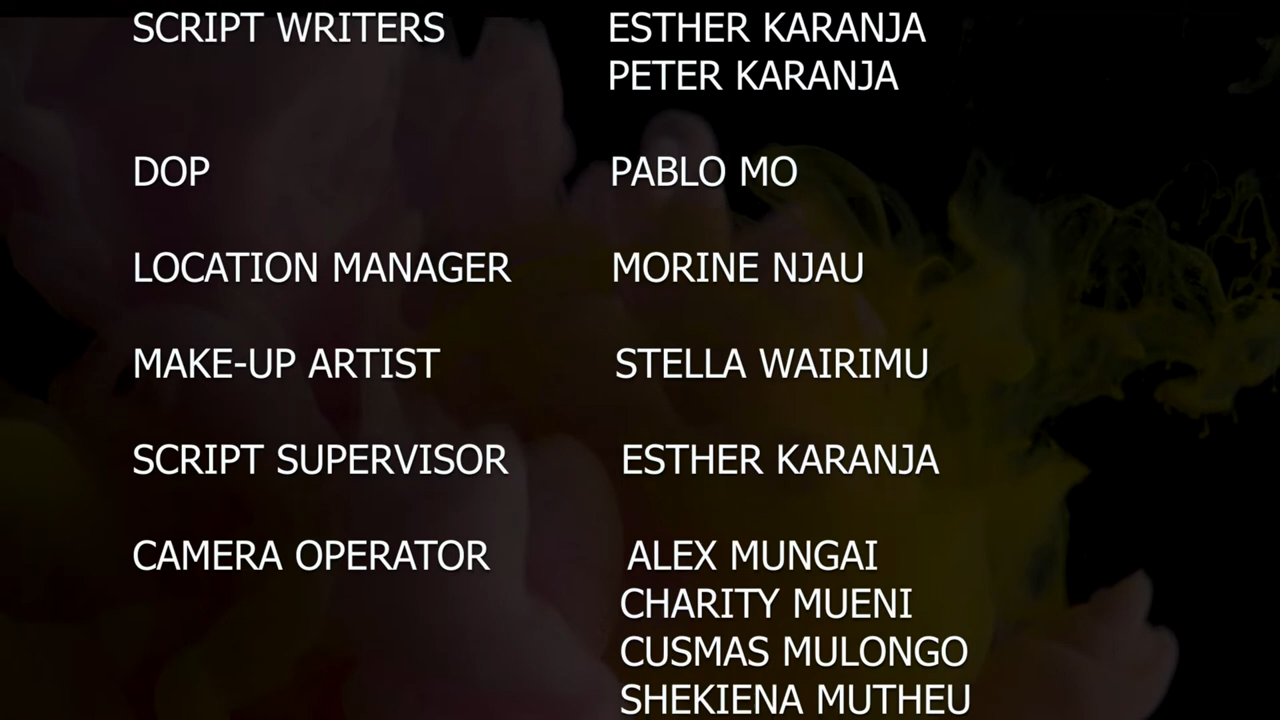 SCRIPT WRITERS ESTHER KARANJA
PETER KARANJA
DOP PABLO MO
LOCATION MANAGER MORINE NJAU
MAKE-UP ARTIST STELLA WAIRIMU
SCRIPT SUPERVISOR ESTHER KARANJA
CAMERA OPERATOR ALEX MUNGAI
CHARITY MUENI
CUSMAS MULONGO
SHEKIENA MUTHEU